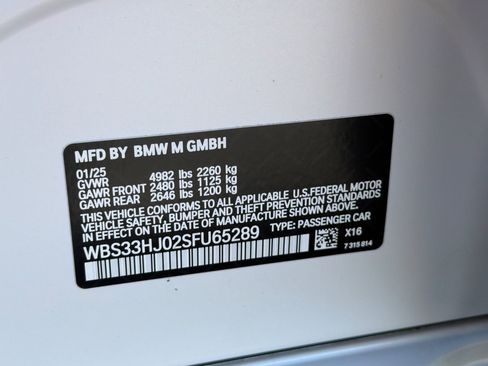 MFD BY BMW M GMBH
01/25
GVWR 4982 lbs 2260 kg
GAWR FRONT 2480 lbs 1125 kg
GAWR REAR 2646 lbs 1200 kg
THIS VEHICLE CONFORMS TO ALL APPLICABLE U.S.FEDERAL MOTOR
VEHICLE SAFETY, BUMPER, AND THEFT PREVENTION STANDARDS
IN EFFECT ON THE DATE OF MANUFACTURE SHOWN ABOVE.
WBS33HJ02SFU65289 TYPE: PASSENGER CAR
X16
7 315 814